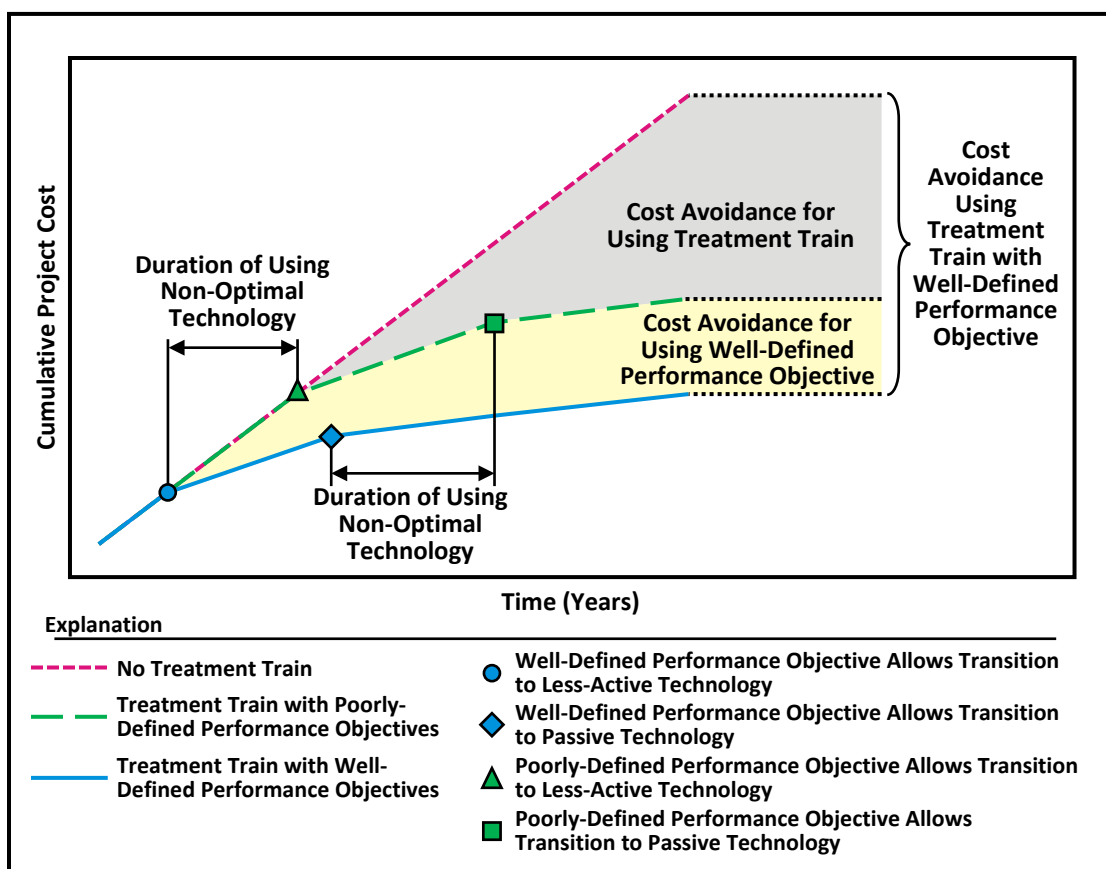 Cumulative Project Cost
Duration of Using
Non-Optimal
Technology
Cost Avoidance for
Using Treatment Train
Cost Avoidance for
Using Well-Defined
Performance Objective
Cost
Avoidance
Using
Treatment
Train with
Well-Defined
Performance
Objective
Duration of Using
Non-Optimal
Technology
Time (Years)
Explanation
No Treatment Train
Treatment Train with Poorly-
Defined Performance Objectives
Treatment Train with Well-
Defined Performance Objectives
Well-Defined Performance Objective Allows Transition
to Less-Active Technology
Well-Defined Performance Objective Allows Transition
to Passive Technology
Poorly-Defined Performance Objective Allows Transition
to Less-Active Technology
Poorly-Defined Performance Objective Allows
Transition to Passive Technology